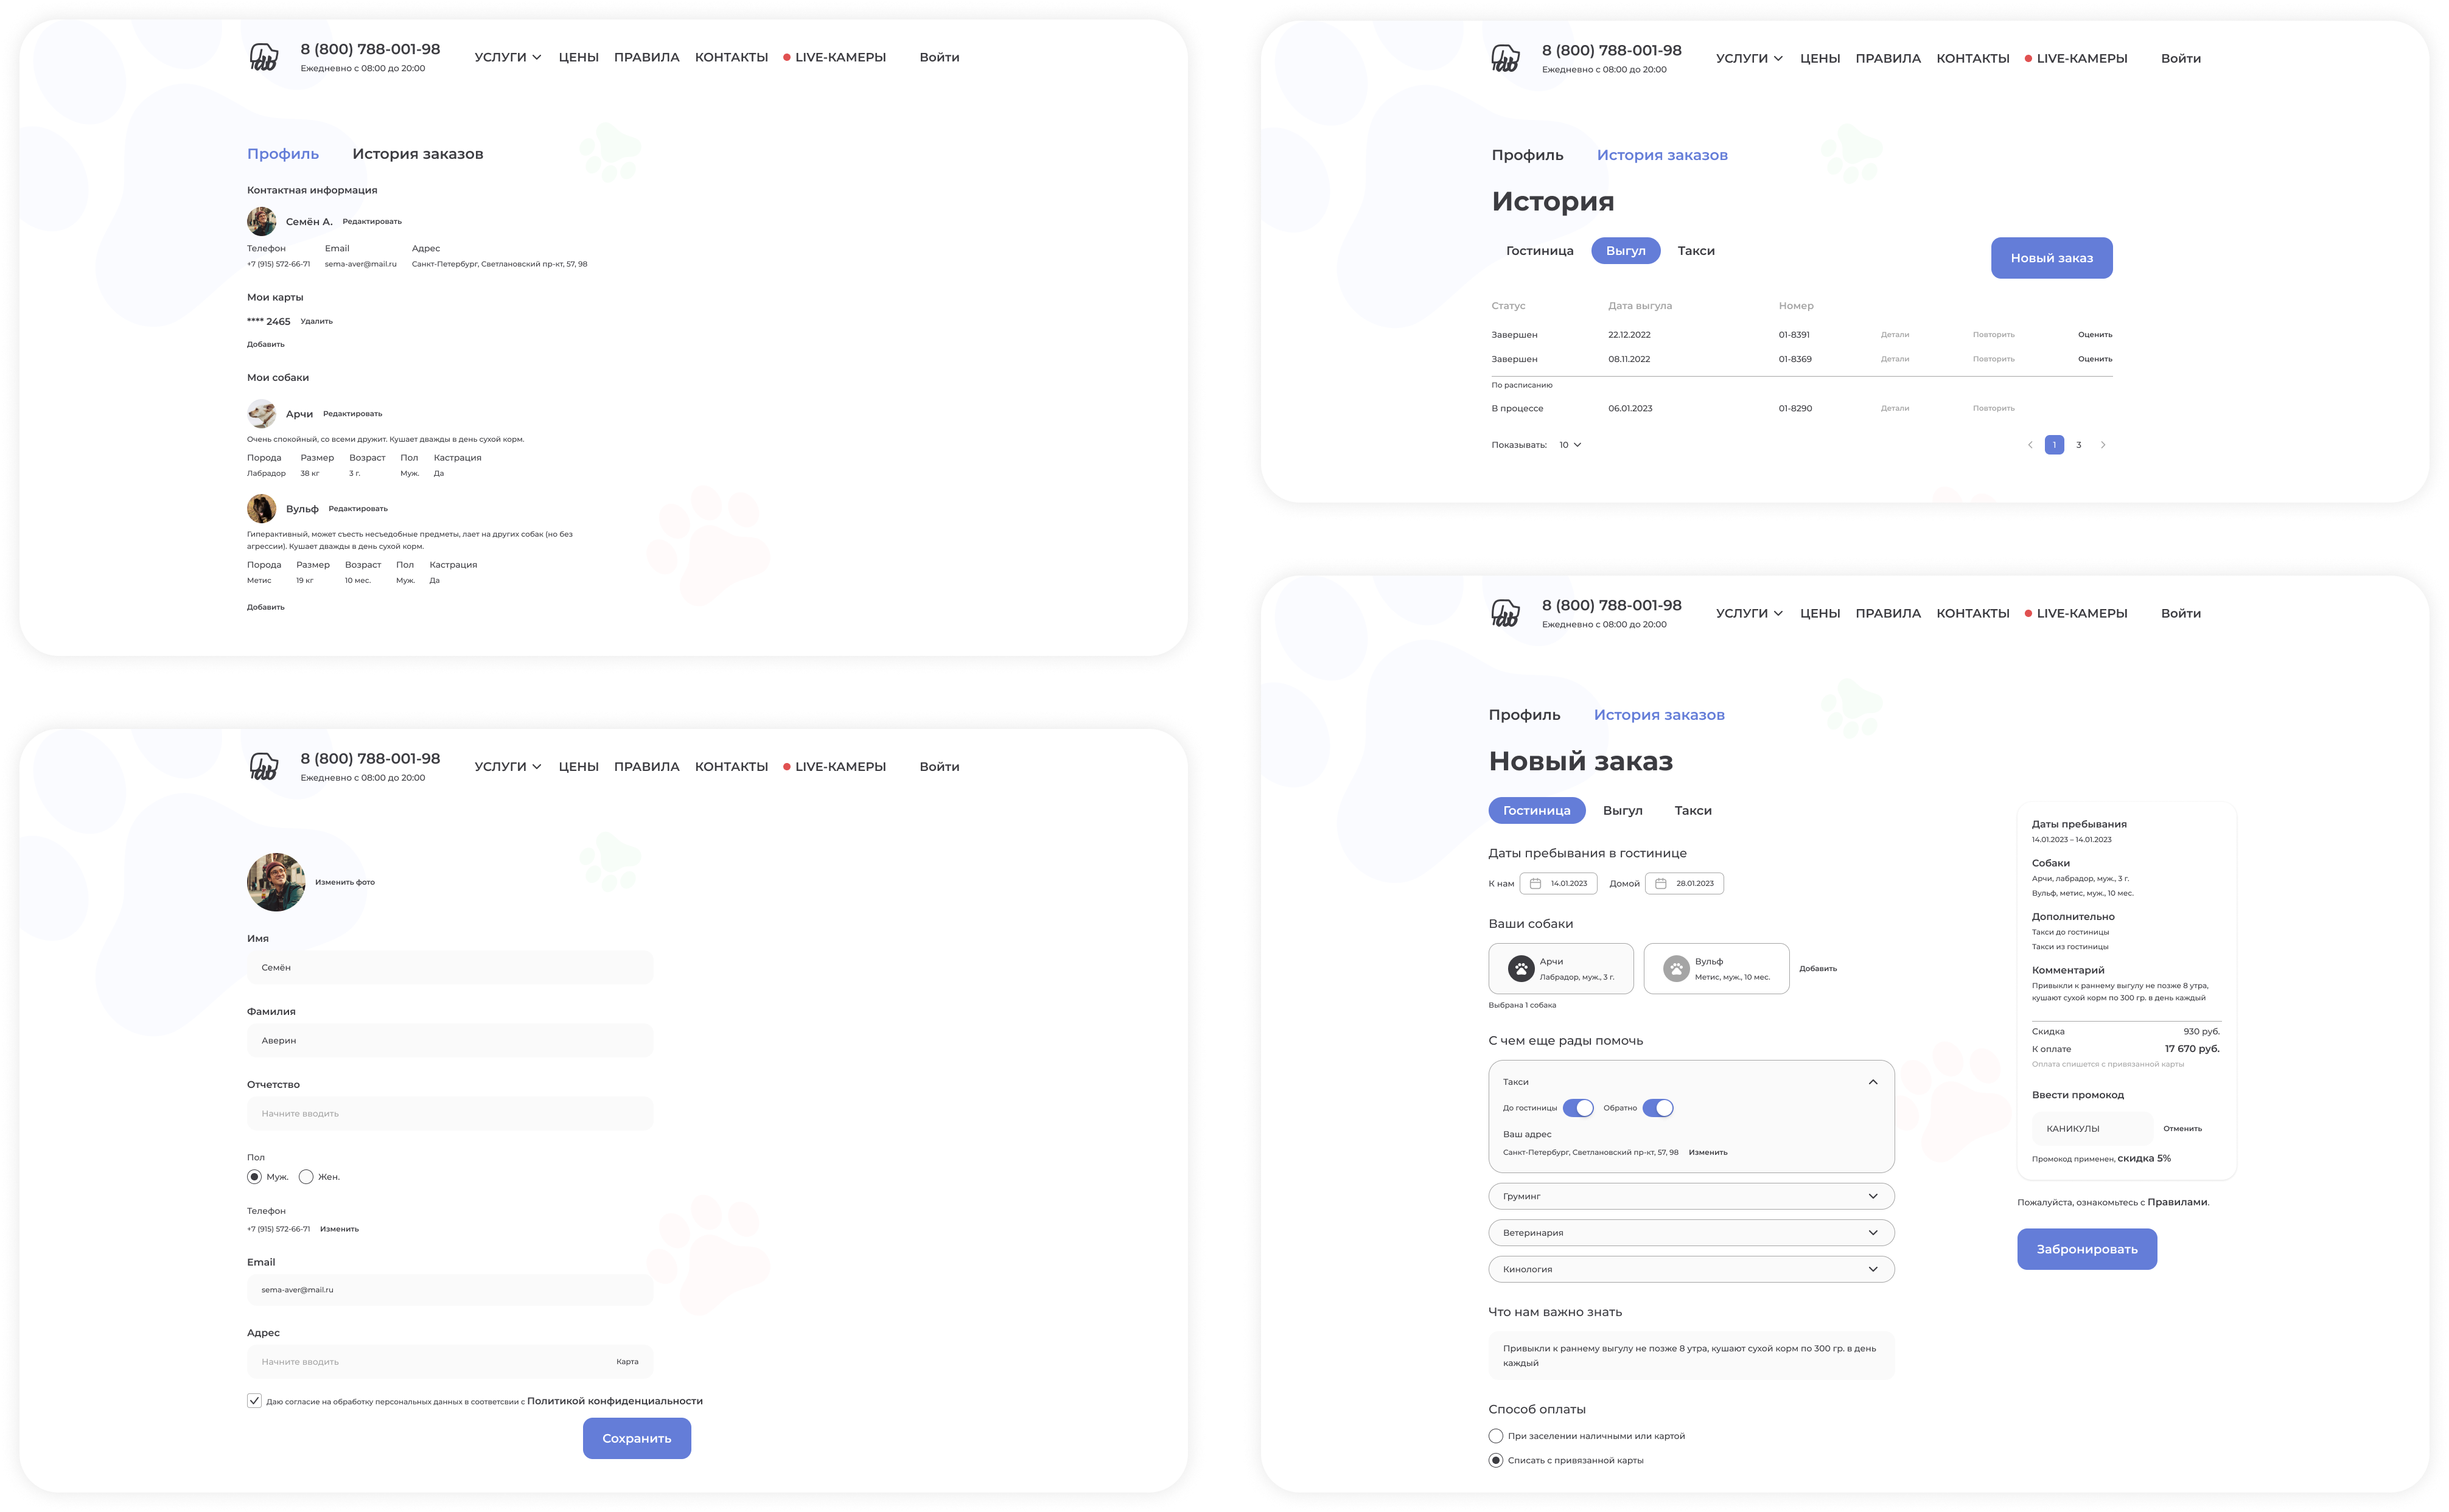 8 (800) 788-001-98
Ежедневно с 08:00 до 20:00
УСЛУГИ ЦЕНЫ ПРАВИЛА КОНТАКТЫ LIVE-КАМЕРЫ Войти
Профиль История заказов
Контактная информация
Семён А. Редактировать
Телефон Email Адрес
+7 (915) 572-66-71 sema-aver@mail.ru Санкт-Петербург, Светлановский пр-кт, 57, 98
Мои карты
**** 2465 Удалить
Добавить
Мои собаки
Арчи Редактировать
Очень спокойный, со всеми дружит. Кушает дважды в день сухой корм.
Порода Размер Возраст Пол Кастрация
Лабрадор 38 кг 3 г. Муж. Да
Вульф Редактировать
Гиперактивный, может съесть несъедобные предметы, лает на других собак (но без
агрессии). Кушает дважды в день сухой корм.
Порода Размер Возраст Пол Кастрация
Метис 19 кг 10 мес. Муж. Да
Добавить
8 (800) 788-001-98
Ежедневно с 08:00 до 20:00
УСЛУГИ ЦЕНЫ ПРАВИЛА КОНТАКТЫ LIVE-КАМЕРЫ Войти
Профиль История заказов
История
Гостиница Выгул Такси
Новый заказ
Статус Дата выгула Номер
Завершен 22.12.2022 01-8391 Детали Повторить Оценить
Завершен 08.11.2022 01-8369 Детали Повторить Оценить
По расписанию
В процессе 06.01.2023 01-8290 Детали Повторить
Показывать: 10 1 3
8 (800) 788-001-98
Ежедневно с 08:00 до 20:00
УСЛУГИ ЦЕНЫ ПРАВИЛА КОНТАКТЫ LIVE-КАМЕРЫ Войти
Изменить фото
Имя
Семён
Фамилия
Аверин
Отчетство
Начните вводить
Пол
Муж. Жен.
Телефон
+7 (915) 572-66-71 Изменить
Email
sema-aver@mail.ru
Адрес
Начните вводить Карта
Даю согласие на обработку персональных данных в соответсвии с Политикой конфиденциальности
Сохранить
8 (800) 788-001-98
Ежедневно с 08:00 до 20:00
УСЛУГИ ЦЕНЫ ПРАВИЛА КОНТАКТЫ LIVE-КАМЕРЫ Войти
Профиль История заказов
Новый заказ
Гостиница Выгул Такси
Даты пребывания в гостинице
К нам 14.01.2023 Домой 28.01.2023
Ваши собаки
Арчи
Лабрадор, муж., 3 г.
Вульф
Метис, муж., 10 мес.
Добавить
Выбрана 1 собака
С чем еще рады помочь
Такси
До гостиницы Обратно
Ваш адрес
Санкт-Петербург, Светлановский пр-кт, 57, 98 Изменить
Груминг
Ветеринария
Кинология
Что нам важно знать
Привыкли к раннему выгулу не позже 8 утра, кушают сухой корм по 300 гр. в день
каждый
Способ оплаты
При заселении наличными или картой
Списать с привязанной карты
Даты пребывания
14.01.2023 – 14.01.2023
Собаки
Арчи, лабрадор, муж., 3 г.
Вульф, метис, муж., 10 мес.
Дополнительно
Такси до гостиницы
Такси из гостиницы
Комментарий
Привыкли к раннему выгулу не позже 8 утра,
кушают сухой корм по 300 гр. в день каждый
Скидка 930 руб.
К оплате 17 670 руб.
Оплата спишется с привязанной карты
Ввести промокод
КАНИКУЛЫ Отменить
Промокод применен, скидка 5%
Пожалуйста, ознакомьтесь с Правилами.
Забронировать